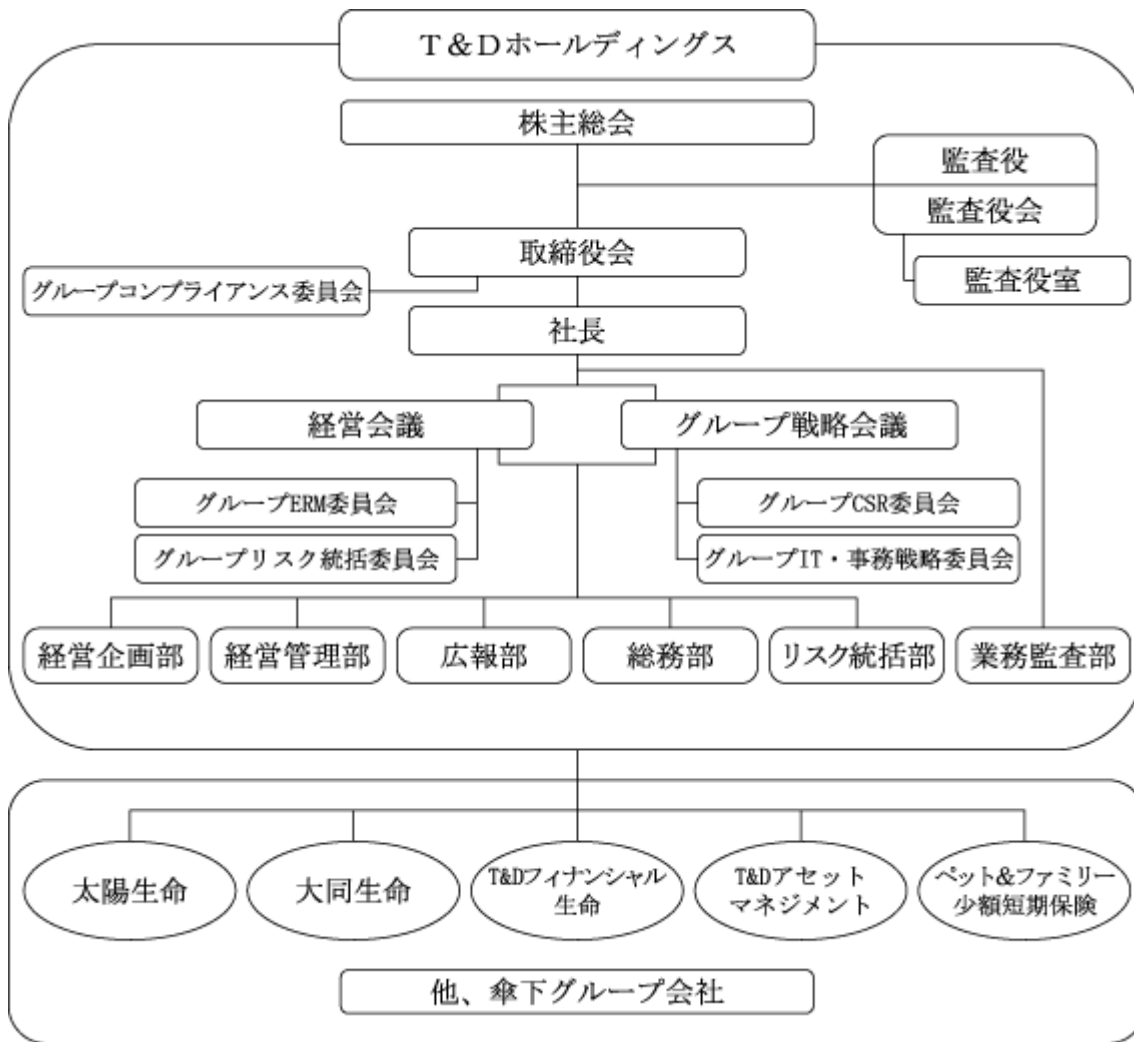 T&Dホールディングス
株主総会
監査役
監査役会
取締役会
監査役室
グループコンプライアンス委員会
社長
経営会議
グループ戦略会議
グループERM委員会
グループCSR委員会
グループリスク統括委員会
グループIT・事務戦略委員会
経営企画部
経営管理部
広報部
総務部
リスク統括部
業務監査部
太陽生命
大同生命
T&Dフィナンシャル
生命
T&Dアセット
マネジメント
ペット&ファミリー
少額短期保険
他、傘下グループ会社